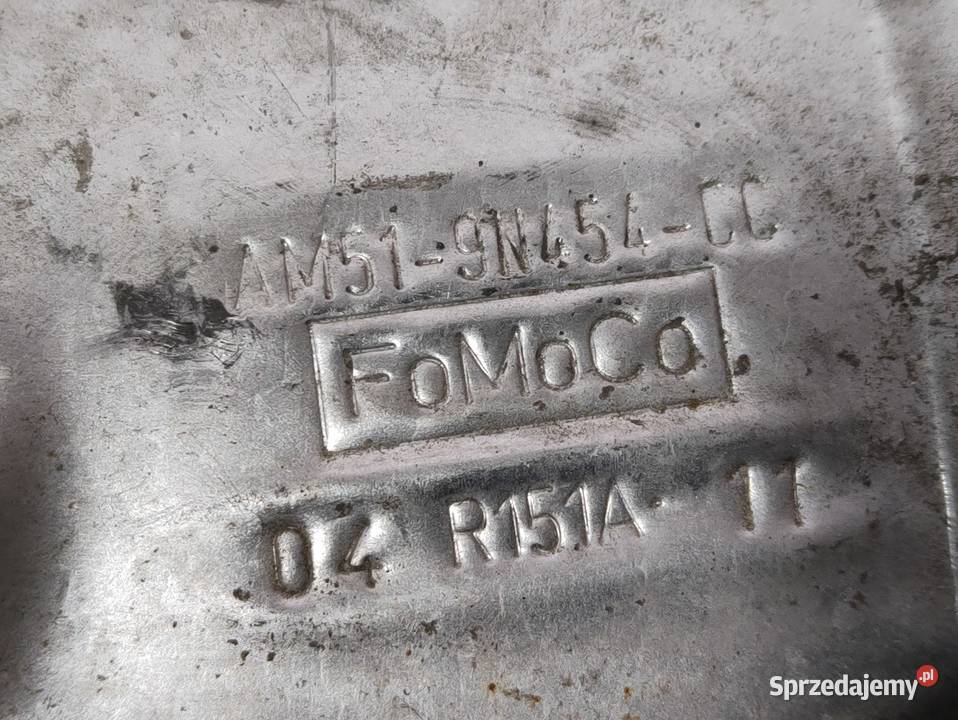 AM51-9N454-CC
FoMoCo
04 R151A 11
Sprzedajemy.pl